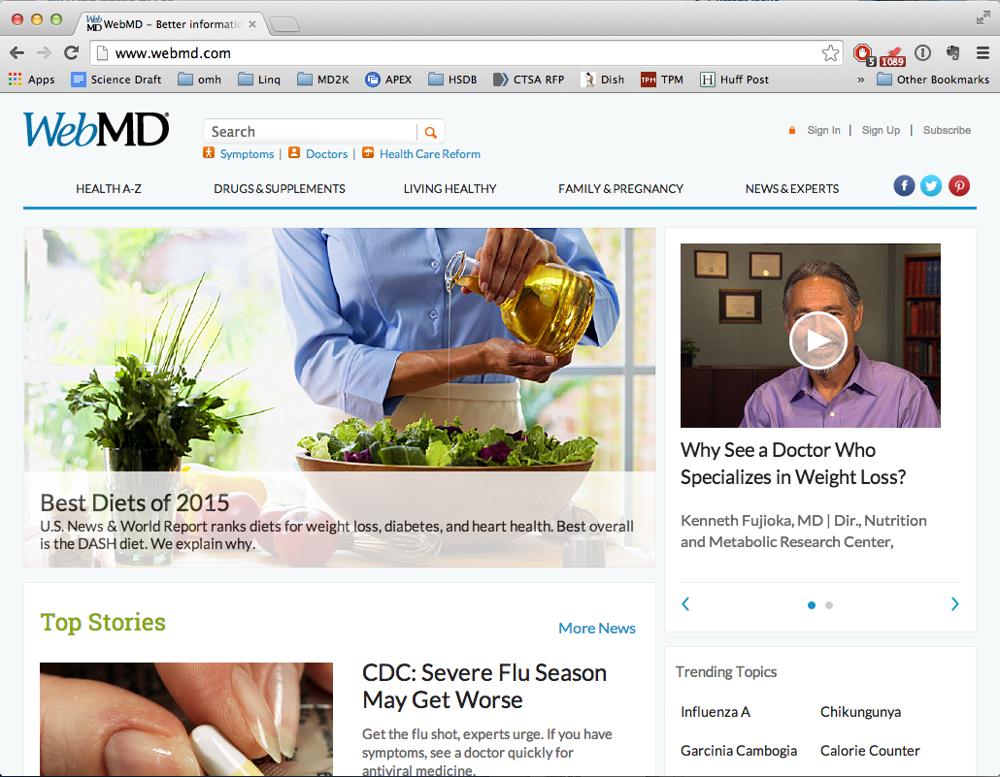 WebMD – Better informatio
www.webmd.com
5
1089
Apps
Science Draft
omh
Linq
MD2K
APEX
HSDB
CTSA RFP
Dish
TPM
TPM
H
Huff Post
»
Other Bookmarks
WebMD
Search
Sign In | Sign Up | Subscribe
Symptoms | Doctors | Health Care Reform
HEALTH A-Z
DRUGS & SUPPLEMENTS
LIVING HEALTHY
FAMILY & PREGNANCY
NEWS & EXPERTS
Best Diets of 2015
U.S. News & World Report ranks diets for weight loss, diabetes, and heart health. Best overall
is the DASH diet. We explain why.
Why See a Doctor Who
Specializes in Weight Loss?
Kenneth Fujioka, MD | Dir., Nutrition
and Metabolic Research Center,
Top Stories
More News
CDC: Severe Flu Season
May Get Worse
Get the flu shot, experts urge. If you have
symptoms, see a doctor quickly for
antiviral medicine.
Trending Topics
Influenza A
Chikungunya
Garcinia Cambogia
Calorie Counter